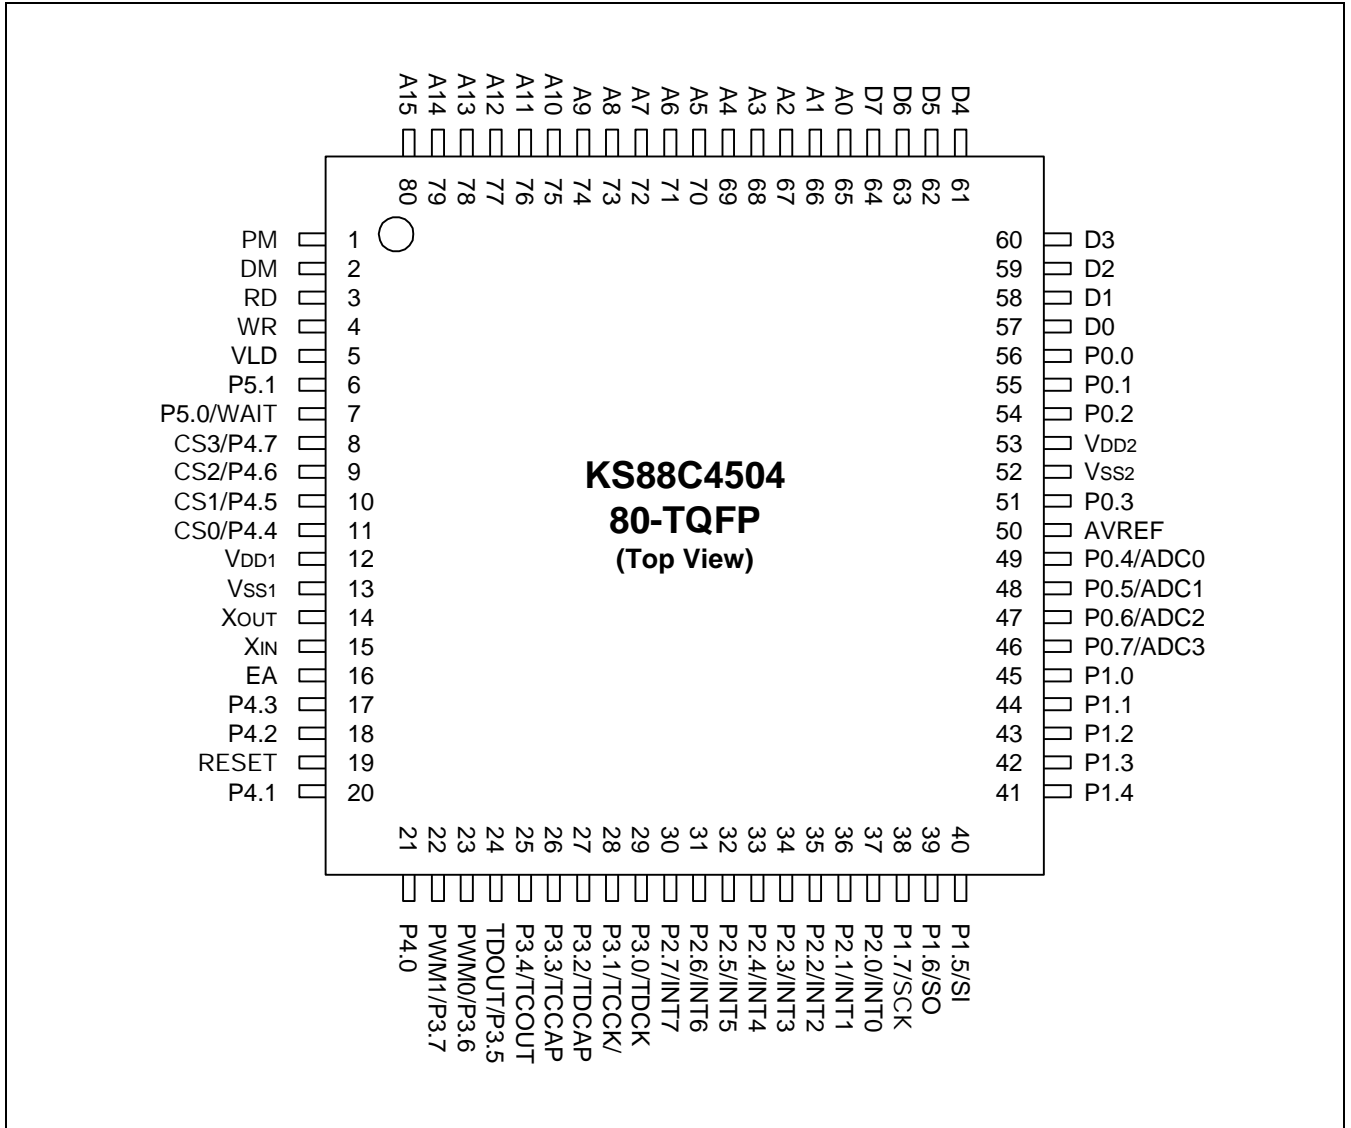 A15
A14
A13
A12
A11
A10
A9
A8
A7
A6
A5
A4
A3
A2
A1
A0
D7
D6
D5
D4
80
79
78
77
76
75
74
73
72
71
70
69
68
67
66
65
64
63
62
61
PM 1
DM 2
RD 3
WR 4
VLD 5
P5.1 6
P5.0/WAIT 7
CS3/P4.7 8
CS2/P4.6 9
CS1/P4.5 10
CS0/P4.4 11
VDD1 12
VSS1 13
XOUT 14
XIN 15
EA 16
P4.3 17
P4.2 18
RESET 19
P4.1 20
KS88C4504
80-TQFP
(Top View)
60 D3
59 D2
58 D1
57 D0
56 P0.0
55 P0.1
54 P0.2
53 VDD2
52 VSS2
51 P0.3
50 AVREF
49 P0.4/ADC0
48 P0.5/ADC1
47 P0.6/ADC2
46 P0.7/ADC3
45 P1.0
44 P1.1
43 P1.2
42 P1.3
41 P1.4
21
22
23
24
25
26
27
28
29
30
31
32
33
34
35
36
37
38
39
40
P4.0
PWM1/P3.7
PWM0/P3.6
TDOUT/P3.5
P3.4/TCOUT
P3.3/TCCAP
P3.2/TDCAP
P3.1/TCCK/
P3.0/TDCK
P2.7/INT7
P2.6/INT6
P2.5/INT5
P2.4/INT4
P2.3/INT3
P2.2/INT2
P2.1/INT1
P2.0/INT0
P1.7/SCK
P1.6/SO
P1.5/SI